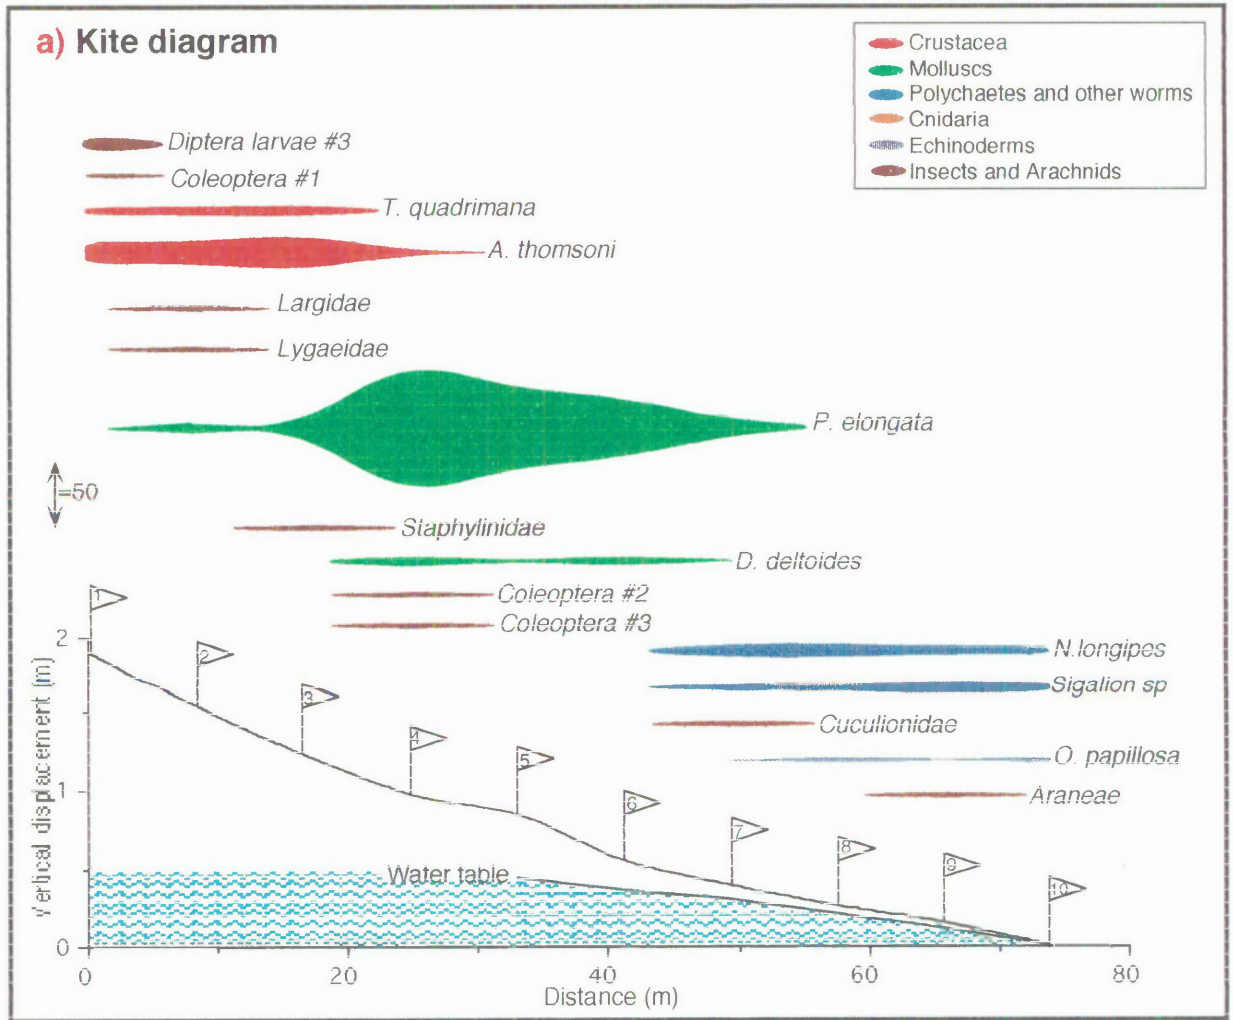 a) Kite diagram
Crustacea
Molluscs
Polychaetes and other worms
Cnidaria
Echinoderms
Insects and Arachnids
Diptera larvae #3
Coleoptera #1
T. quadrimana
A. thomsoni
Largidae
Lygaeidae
P. elongata
=50
Staphylinidae
D. deltoides
Coleoptera #2
Coleoptera #3
N.longipes
Sigalion sp
Cuculionidae
O. papillosa
Araneae
1
2
3
4
5
6
7
8
9
10
Water table
Vertical displacement (m)
2
1
0
0 20 40 60 80
Distance (m)